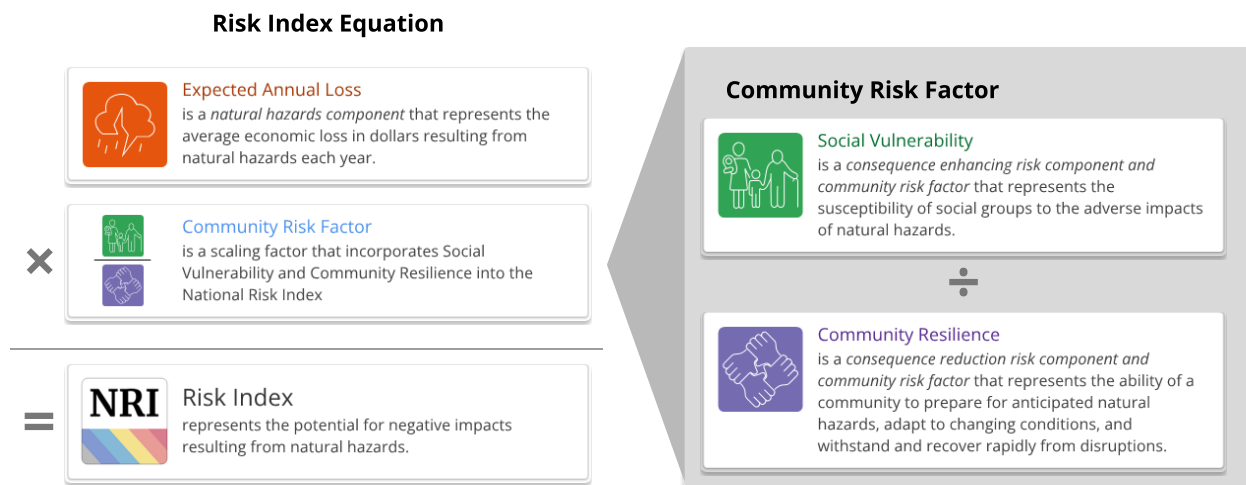 Risk Index Equation
Expected Annual Loss
is a natural hazards component that represents the
average economic loss in dollars resulting from
natural hazards each year.
×
Community Risk Factor
is a scaling factor that incorporates Social
Vulnerability and Community Resilience into the
National Risk Index
=
NRI
Risk Index
represents the potential for negative impacts
resulting from natural hazards.
Community Risk Factor
Social Vulnerability
is a consequence enhancing risk component and
community risk factor that represents the
susceptibility of social groups to the adverse impacts
of natural hazards.
÷
Community Resilience
is a consequence reduction risk component and
community risk factor that represents the ability of a
community to prepare for anticipated natural
hazards, adapt to changing conditions, and
withstand and recover rapidly from disruptions.